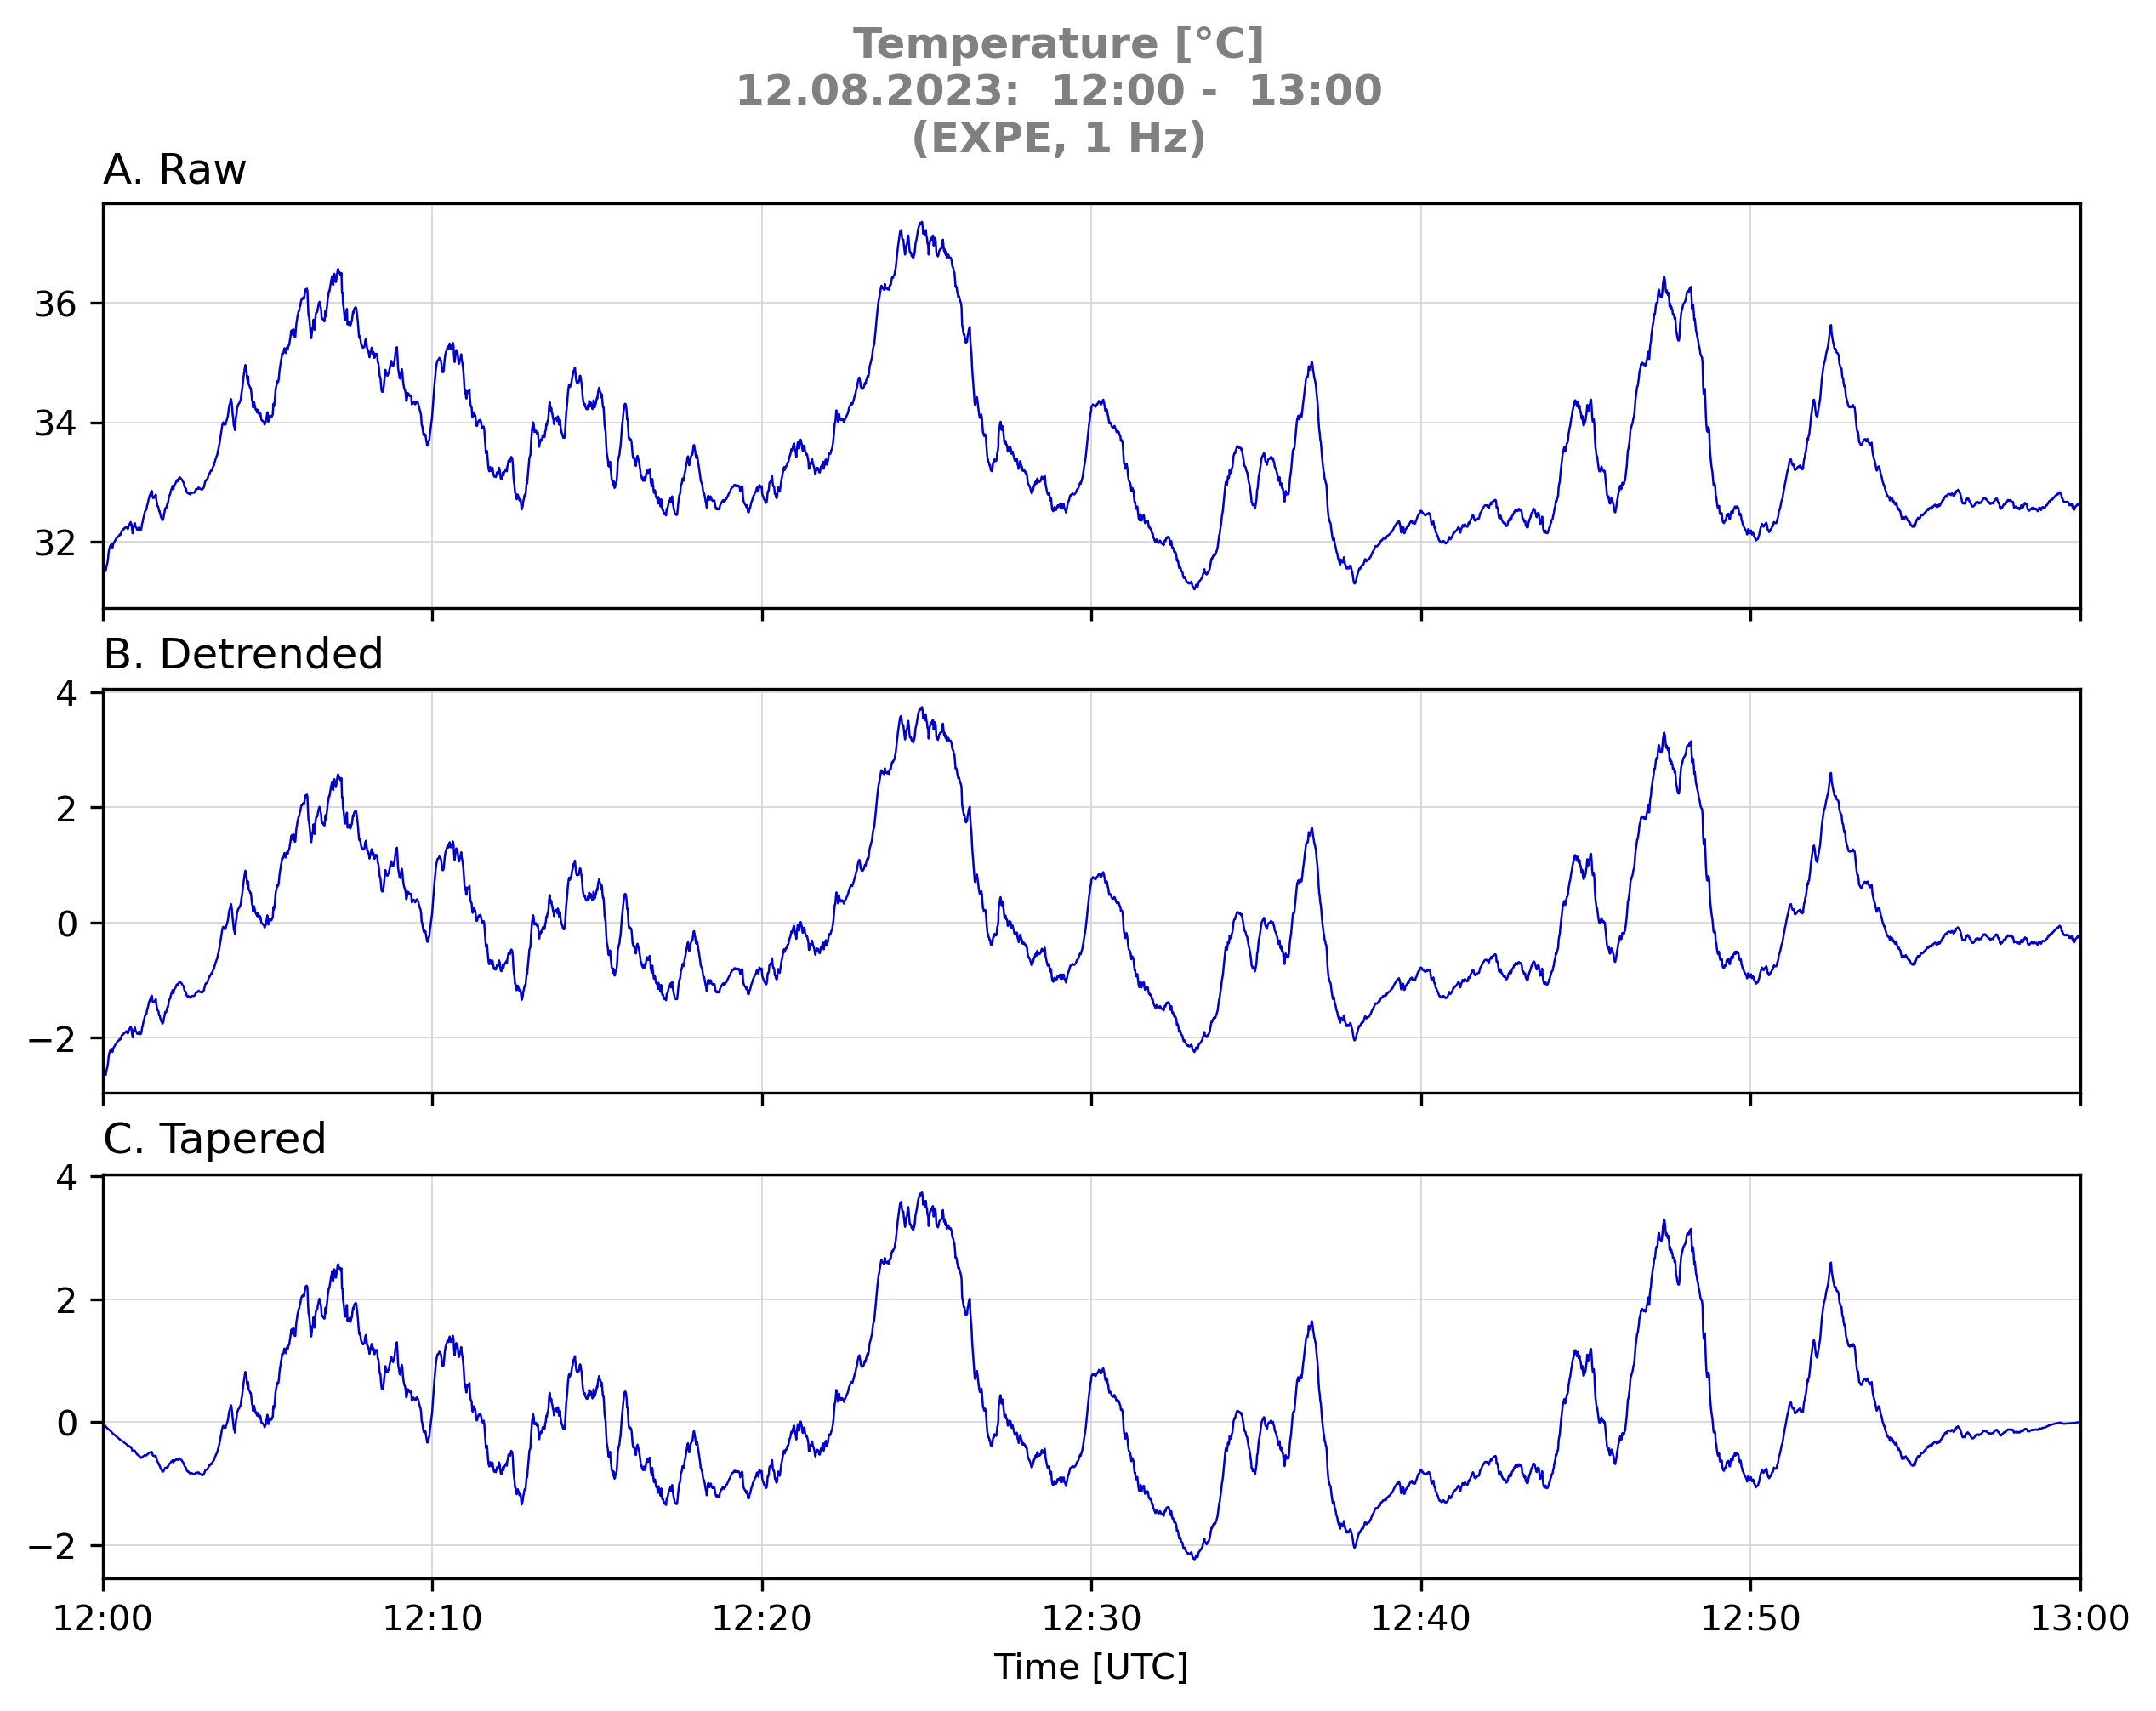 Temperature [°C]
12.08.2023: 12:00 - 13:00
(EXPE, 1 Hz)
A. Raw
36
34
32
B. Detrended
4
2
0
−2
C. Tapered
4
2
0
−2
12:00 12:10 12:20 12:30 12:40 12:50 13:00
Time [UTC]